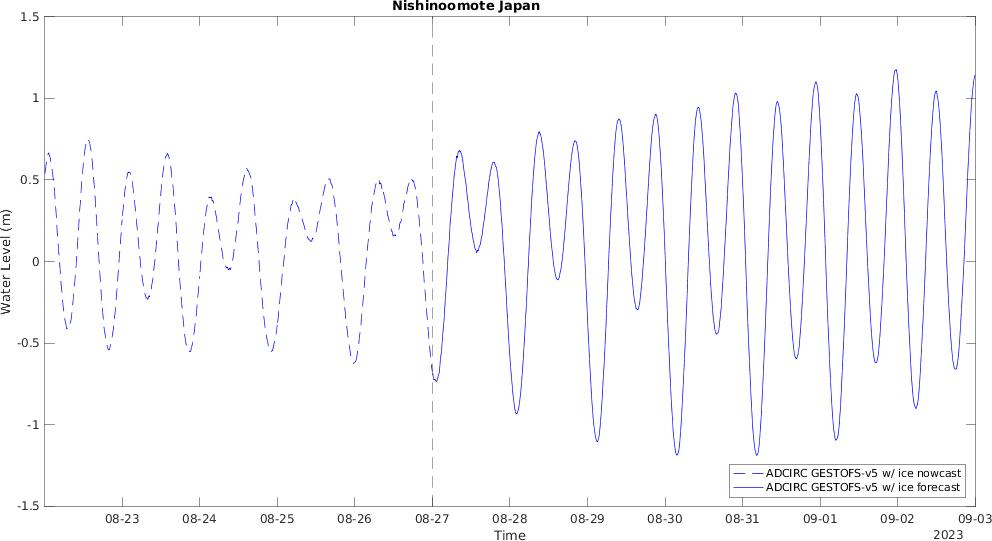 Nishinoomote Japan
1.5
1
0.5
0
-0.5
-1
-1.5
Water Level (m)
ADCIRC GESTOFS-v5 w/ ice nowcast
ADCIRC GESTOFS-v5 w/ ice forecast
08-23 08-24 08-25 08-26 08-27 08-28 08-29 08-30 08-31 09-01 09-02 09-03
Time
2023